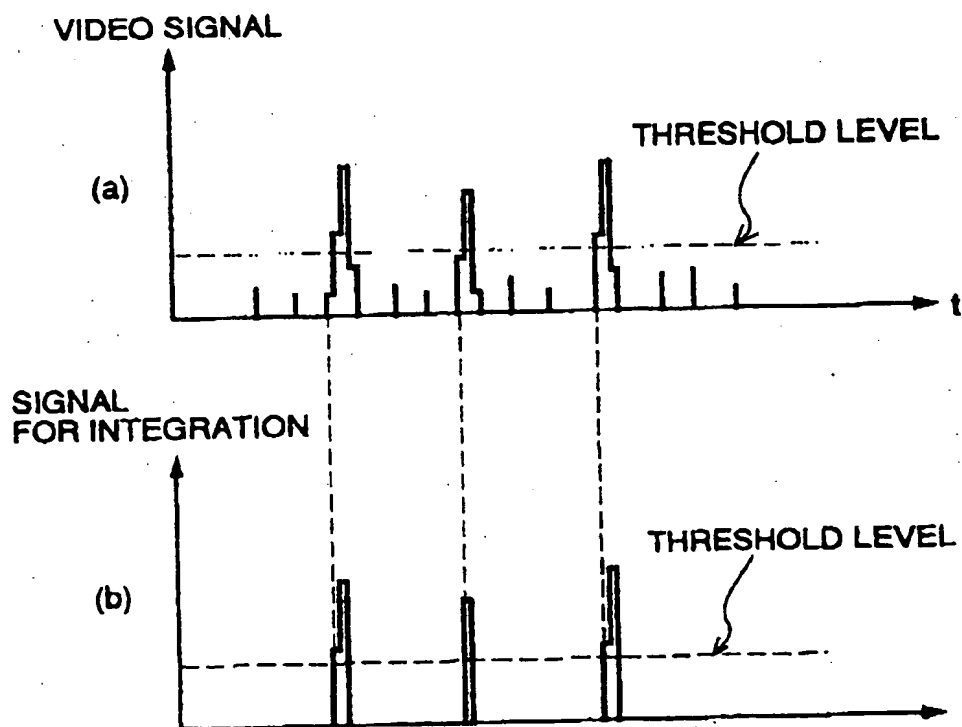 VIDEO SIGNAL
THRESHOLD LEVEL
(a)
t
SIGNAL
FOR INTEGRATION
THRESHOLD LEVEL
(b)